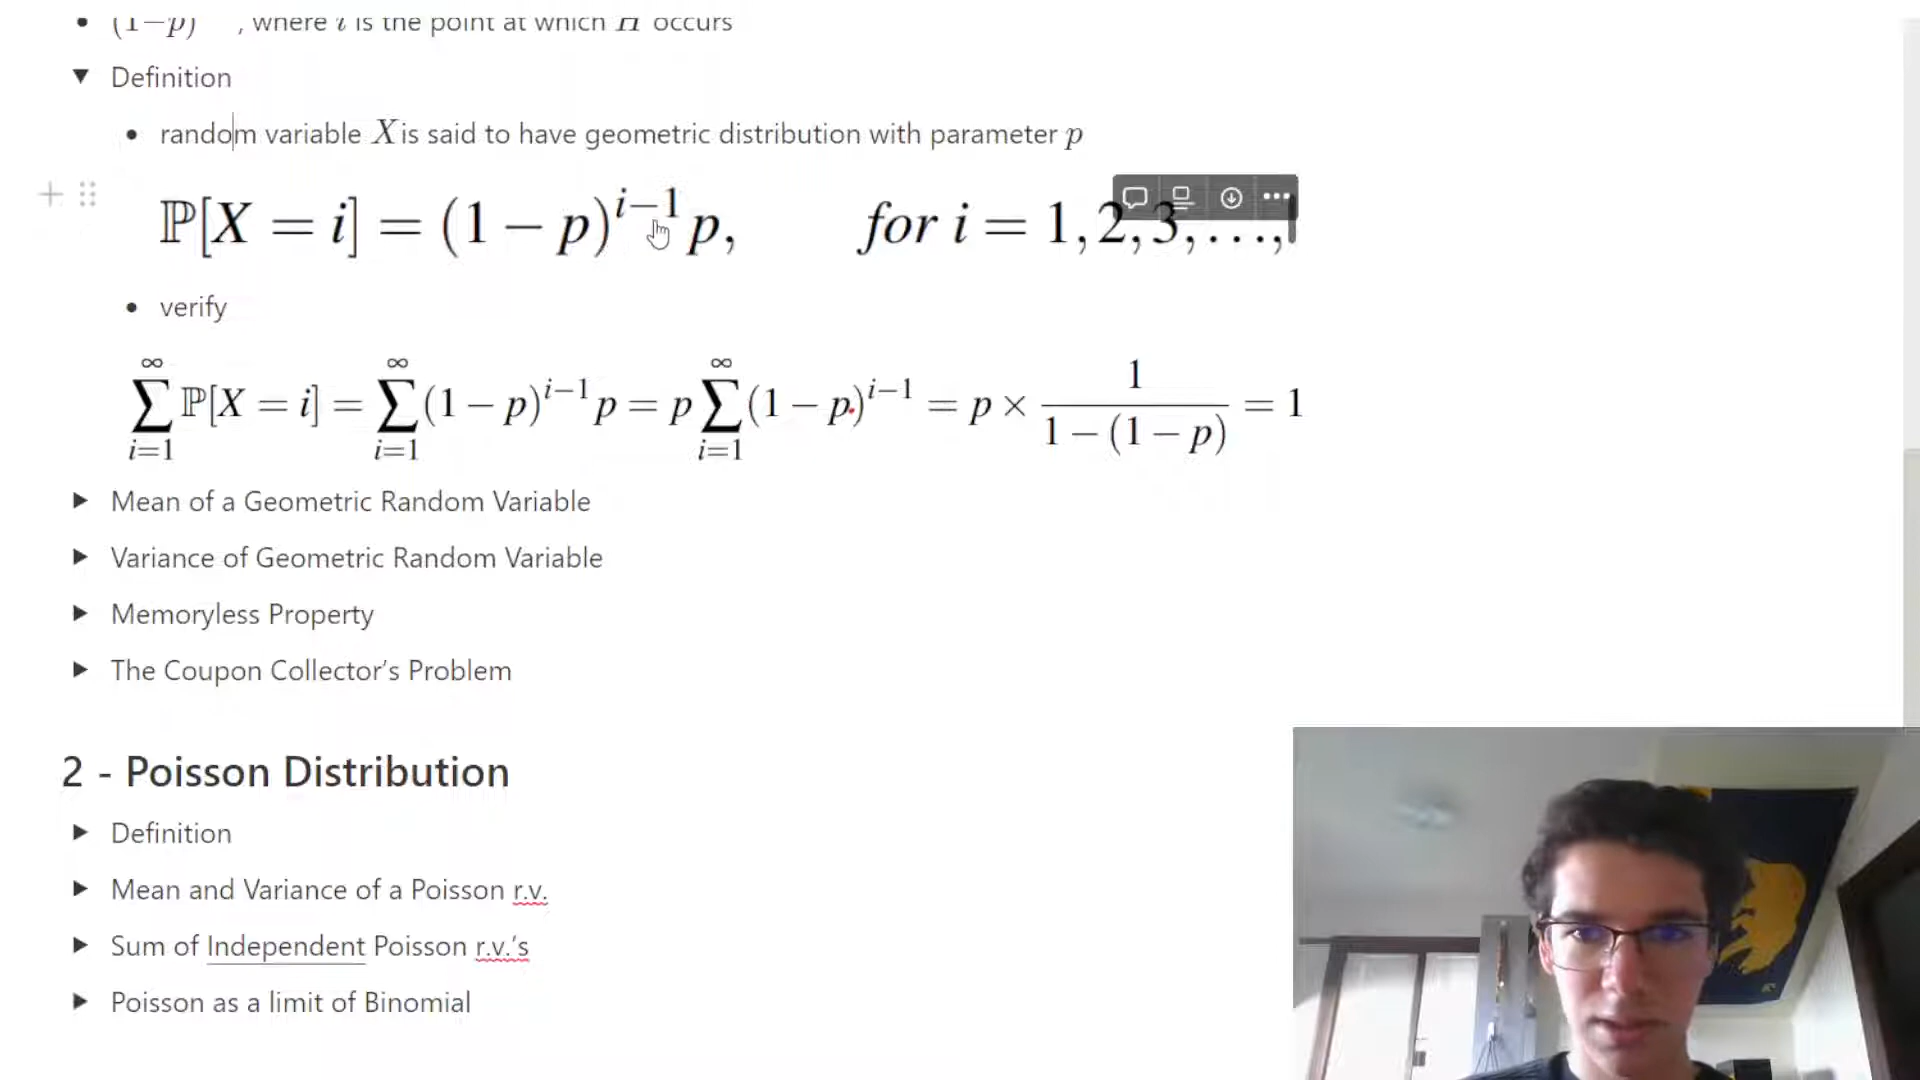 (1−p) , where i is the point at which H occurs
Definition
random variable X is said to have geometric distribution with parameter p
ℙ[X = i] = (1 − p)^{i−1} p, for i = 1,2,3,...,
verify
∑_{i=1}^{∞} ℙ[X = i] = ∑_{i=1}^{∞} (1 − p)^{i−1} p = p ∑_{i=1}^{∞} (1 − p)^{i−1} = p × \frac{1}{1 − (1 − p)} = 1
Mean of a Geometric Random Variable
Variance of Geometric Random Variable
Memoryless Property
The Coupon Collector’s Problem
2 - Poisson Distribution
Definition
Mean and Variance of a Poisson r.v.
Sum of Independent Poisson r.v.’s
Poisson as a limit of Binomial